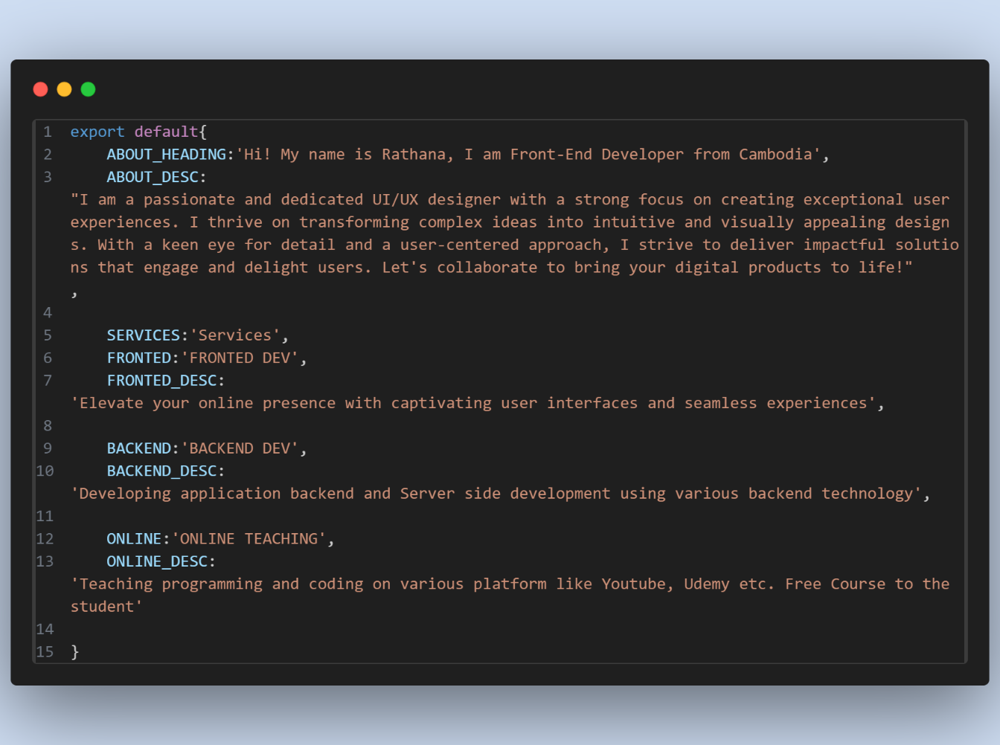 1 export default{
2     ABOUT_HEADING:'Hi! My name is Rathana, I am Front-End Developer from Cambodia',
3     ABOUT_DESC:
"I am a passionate and dedicated UI/UX designer with a strong focus on creating exceptional user
experiences. I thrive on transforming complex ideas into intuitive and visually appealing design
s. With a keen eye for detail and a user-centered approach, I strive to deliver impactful solutio
ns that engage and delight users. Let's collaborate to bring your digital products to life!"
,
4
5     SERVICES:'Services',
6     FRONTED:'FRONTED DEV',
7     FRONTED_DESC:
'Elevate your online presence with captivating user interfaces and seamless experiences',
8
9     BACKEND:'BACKEND DEV',
10     BACKEND_DESC:
'Developing application backend and Server side development using various backend technology',
11
12     ONLINE:'ONLINE TEACHING',
13     ONLINE_DESC:
'Teaching programming and coding on various platform like Youtube, Udemy etc. Free Course to the
student'
14
15 }